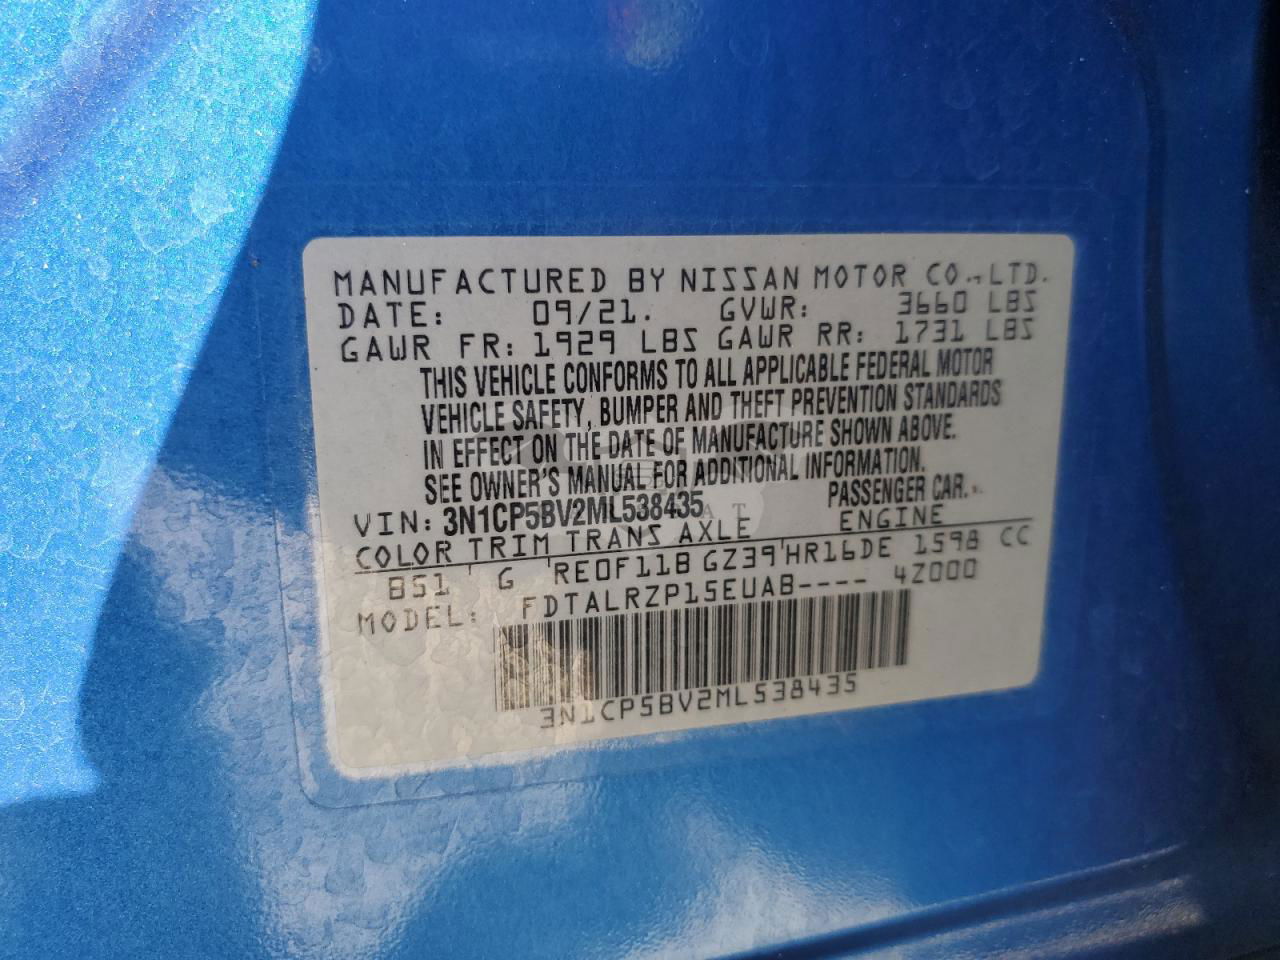 MANUFACTURED BY NISSAN MOTOR CO.,LTD.
DATE: 09/21. GVWR: 3660 LBS
GAWR FR: 1929 LBS GAWR RR: 1731 LBS
THIS VEHICLE CONFORMS TO ALL APPLICABLE FEDERAL MOTOR
VEHICLE SAFETY, BUMPER AND THEFT PREVENTION STANDARDS
IN EFFECT ON THE DATE OF MANUFACTURE SHOWN ABOVE.
SEE OWNER'S MANUAL FOR ADDITIONAL INFORMATION.
VIN: 3N1CP5BV2ML538435 PASSENGER CAR.
COLOR TRIM TRANS AXLE ENGINE
B51 G RE0F11B GZ39 HR16DE 1598 CC
MODEL: FDTALRZP15EUAB---- 4Z000
3N1CP5BV2ML538435